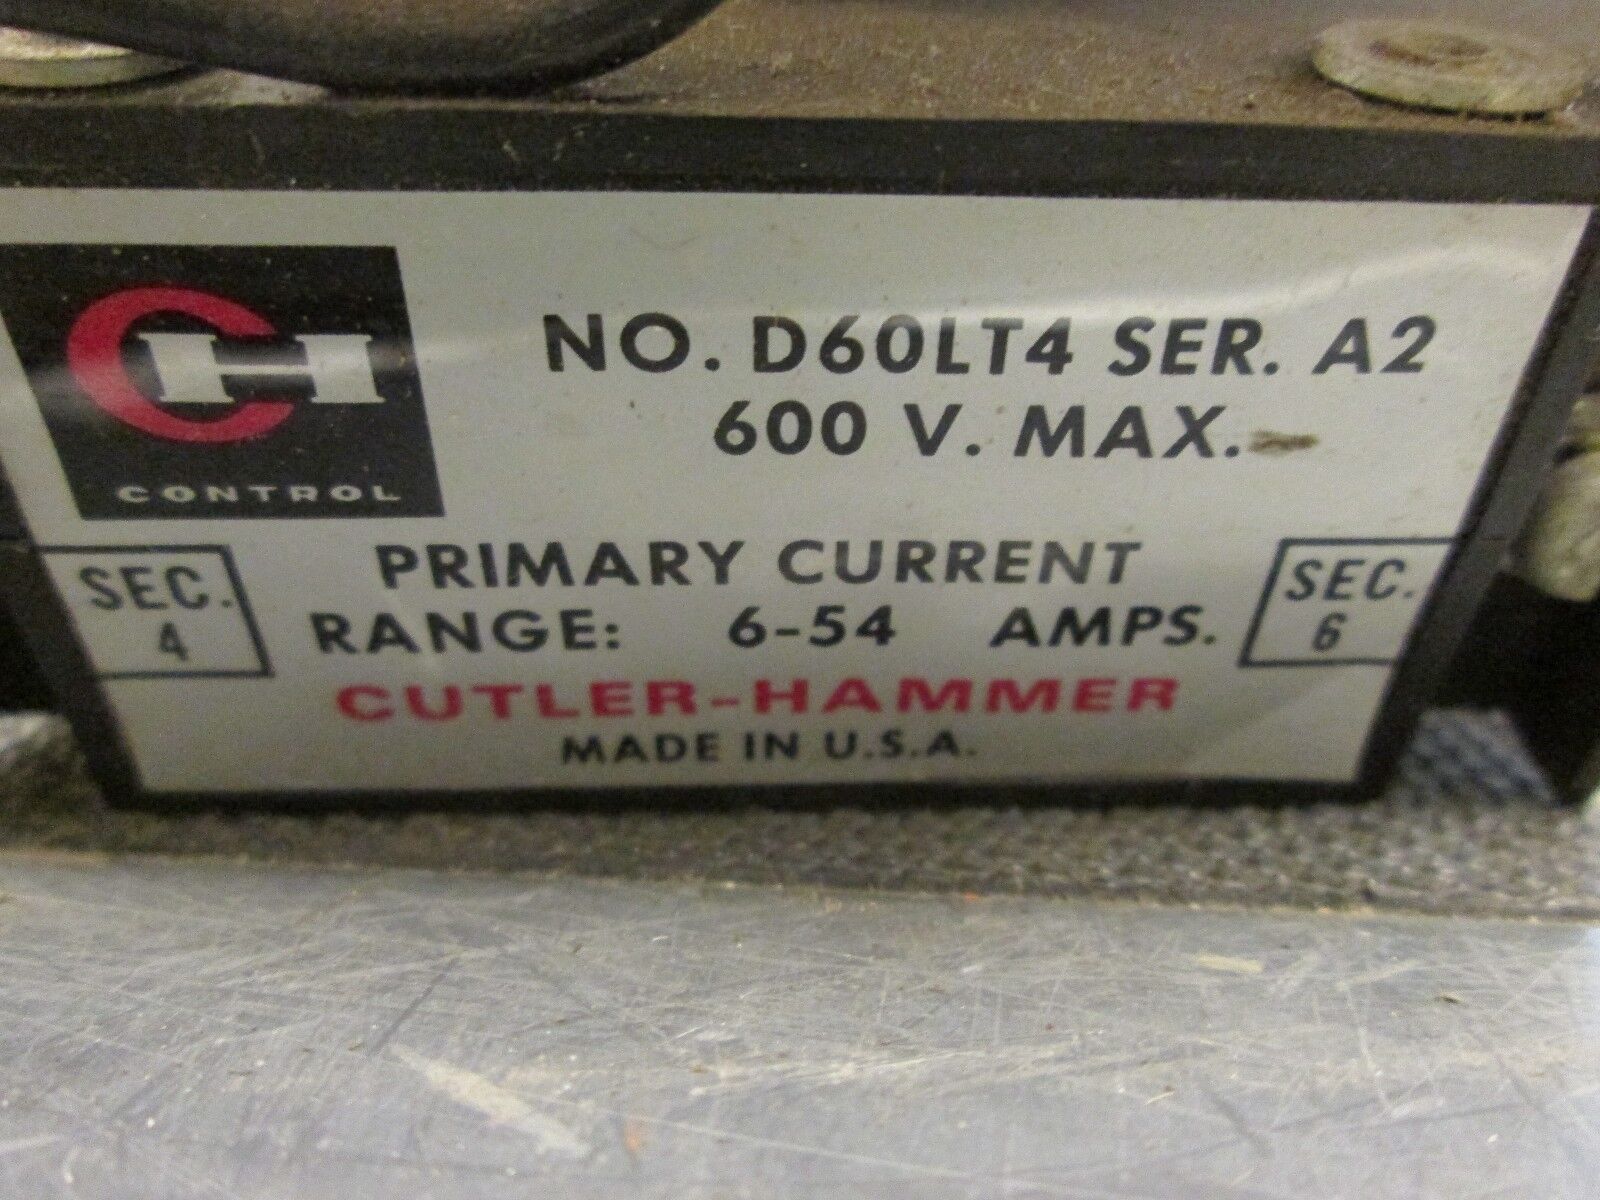 CH
CONTROL
NO. D60LT4 SER. A2
600 V. MAX.
SEC.
4
PRIMARY CURRENT
RANGE: 6-54 AMPS.
SEC.
6
CUTLER-HAMMER
MADE IN U.S.A.